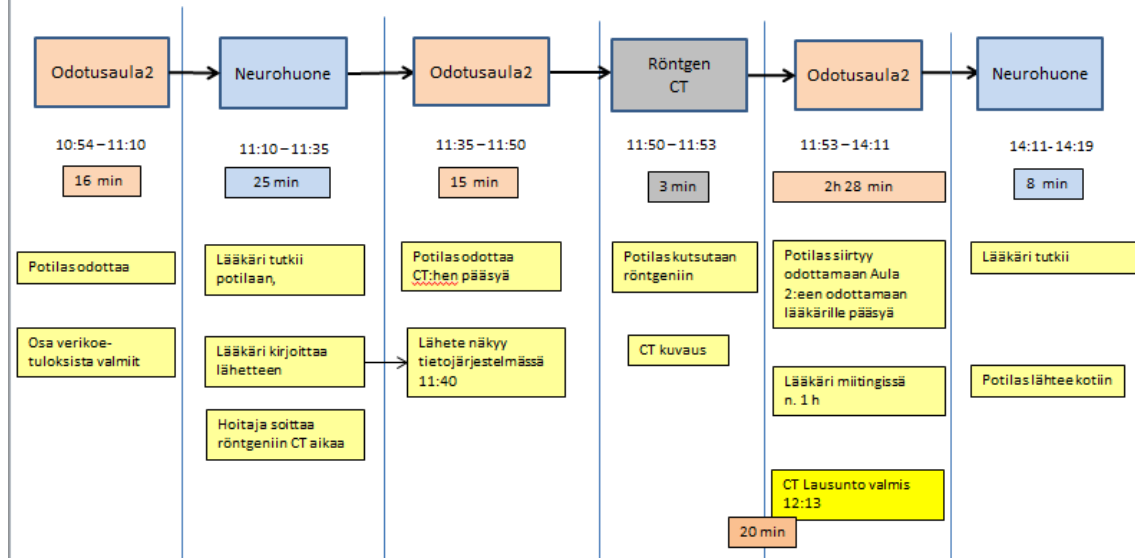 Odotusaula2
Neurohuone
Odotusaula2
Röntgen
CT
Odotusaula2
Neurohuone
10:54 – 11:10
11:10 – 11:35
11:35 – 11:50
11:50 – 11:53
11:53 – 14:11
14:11- 14:19
16 min
25 min
15 min
3 min
2h 28 min
8 min
Potilas odottaa
Osa verikoe-
tuloksista valmiit
Lääkäri tutkii
potilaan,
Lääkäri kirjoittaa
lähetteen
Hoitaja soittaa
röntgeniin CT aikaa
Potilas odottaa
CT:hen pääsyä
Lähete näkyy
tietojärjestelmässä
11:40
Potilas kutsutaan
röntgeniin
CT kuvaus
Potilas siirtyy
odottamaan Aula
2:een odottamaan
lääkärille pääsyä
Lääkäri miitingissä
n. 1 h
CT Lausunto valmis
12:13
20 min
Lääkäri tutkii
Potilas lähtee kotiin